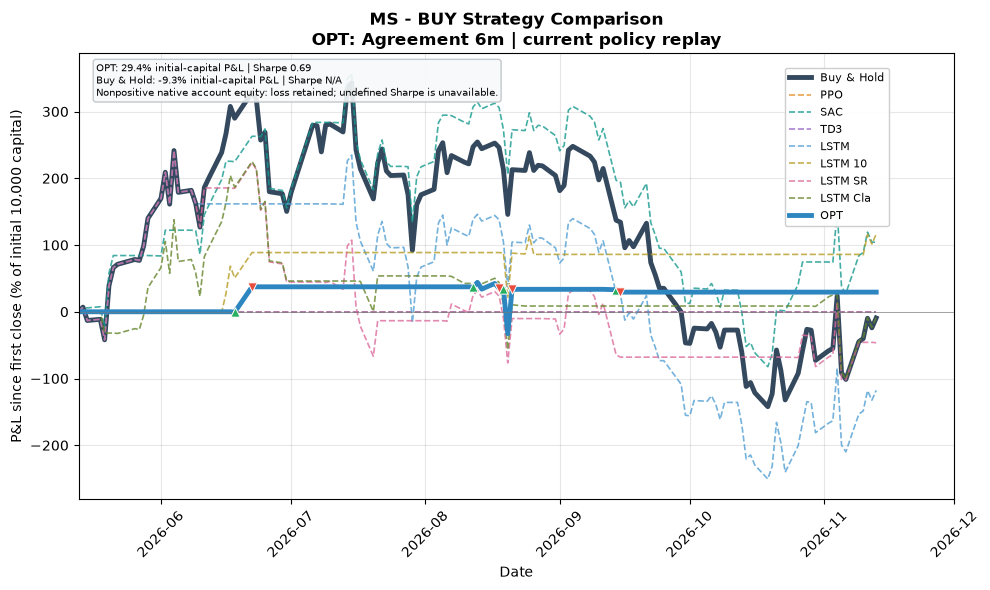 MS - BUY Strategy Comparison
OPT: Agreement 6m | current policy replay
OPT: 29.4% initial-capital P&L | Sharpe 0.69
Buy & Hold: -9.3% initial-capital P&L | Sharpe N/A
Nonpositive native account equity: loss retained; undefined Sharpe is unavailable.
Buy & Hold
PPO
SAC
TD3
LSTM
LSTM 10
LSTM SR
LSTM Cla
OPT
P&L since first close (% of initial 10,000 capital)
300
200
100
0
−100
−200
2026-06
2026-07
2026-08
2026-09
2026-10
2026-11
2026-12
Date